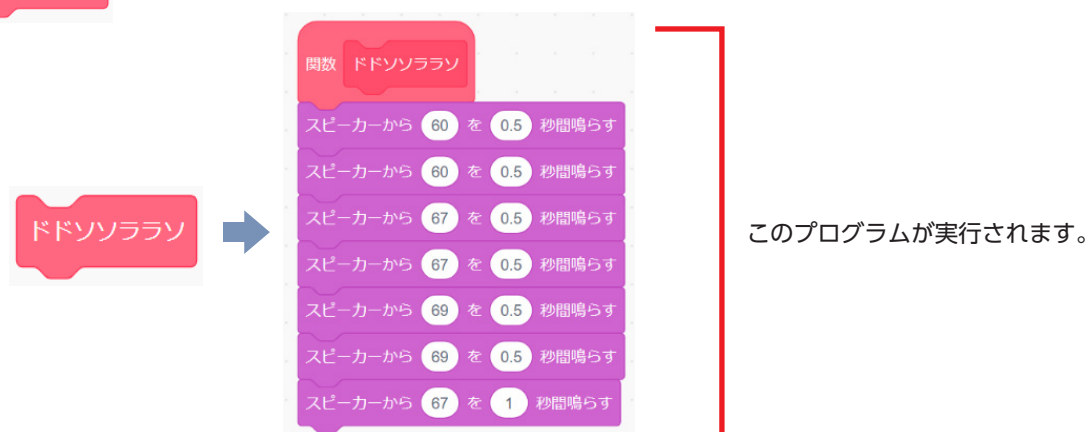 関数 ドドソソララソ
スピーカーから 60 を 0.5 秒間鳴らす
スピーカーから 60 を 0.5 秒間鳴らす
スピーカーから 67 を 0.5 秒間鳴らす
ドドソソララソ
スピーカーから 67 を 0.5 秒間鳴らす
スピーカーから 69 を 0.5 秒間鳴らす
スピーカーから 69 を 0.5 秒間鳴らす
スピーカーから 67 を 1 秒間鳴らす
このプログラムが実行されます。